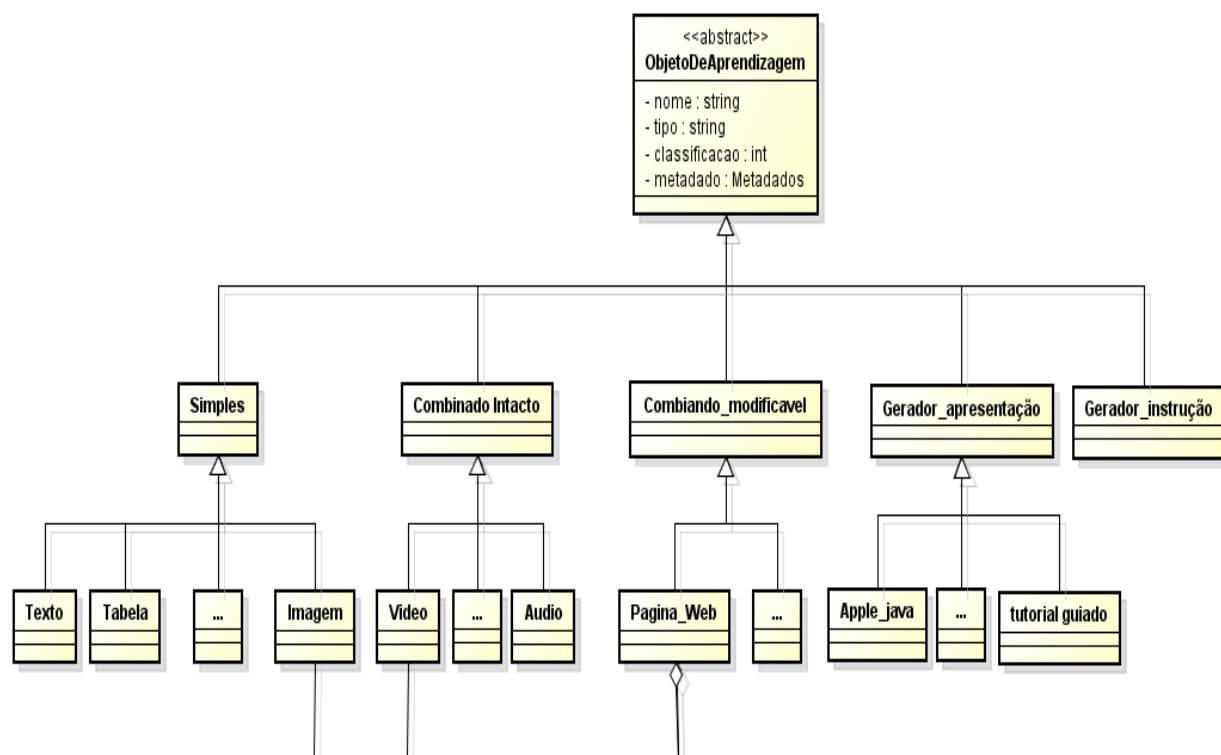 <<abstract>>
ObjetoDeAprendizagem
- nome : string
- tipo : string
- classificacao : int
- metadado : Metadados
Simples
Combinado Intacto
Combiando_modificavel
Gerador_apresentação
Gerador_instrução
Texto
Tabela
...
Imagem
Video
...
Audio
Pagina_Web
...
Apple_java
...
tutorial guiado